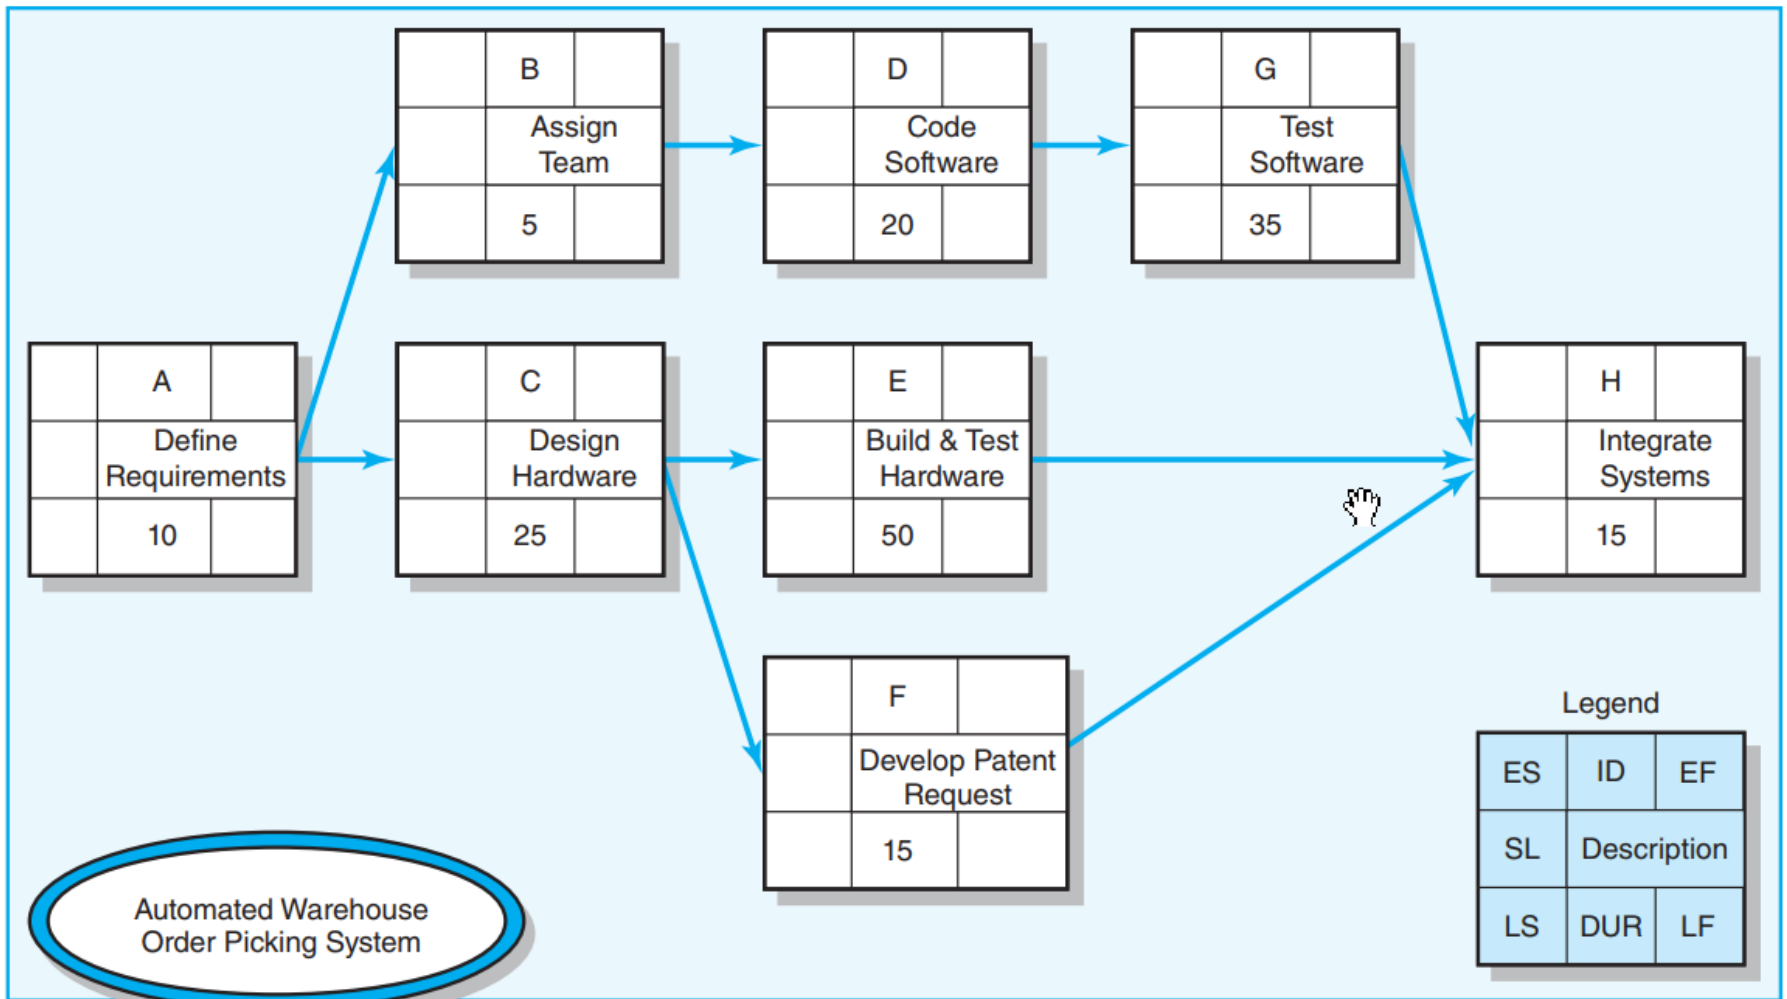 B
Assign
Team
5
D
Code
Software
20
G
Test
Software
35
A
Define
Requirements
10
C
Design
Hardware
25
E
Build & Test
Hardware
50
H
Integrate
Systems
15
F
Develop Patent
Request
15
Legend
ES ID EF
SL Description
LS DUR LF
Automated Warehouse
Order Picking System